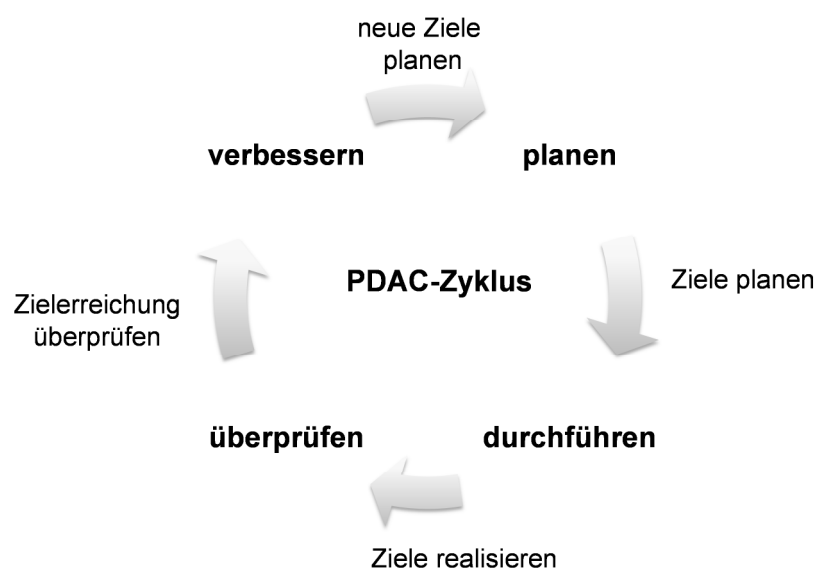 neue Ziele
planen
verbessern
planen
PDAC-Zyklus
Ziele planen
Zielerreichung
überprüfen
überprüfen
durchführen
Ziele realisieren